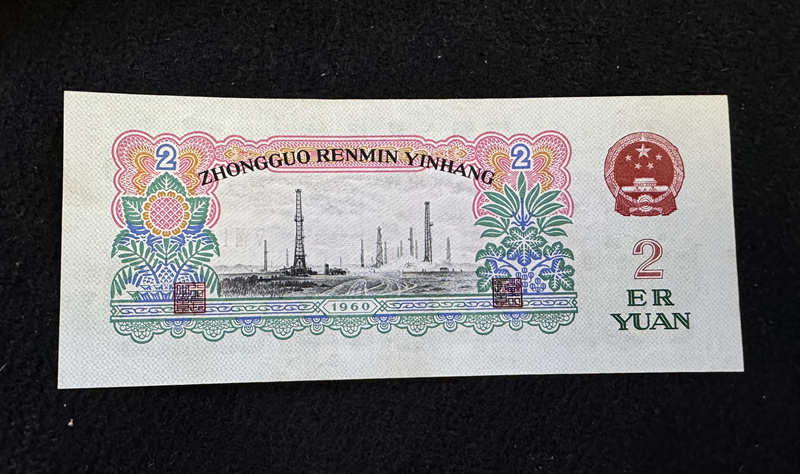 2
2
ZHONGGUO RENMIN YINHANG
1960
2
ER
YUAN